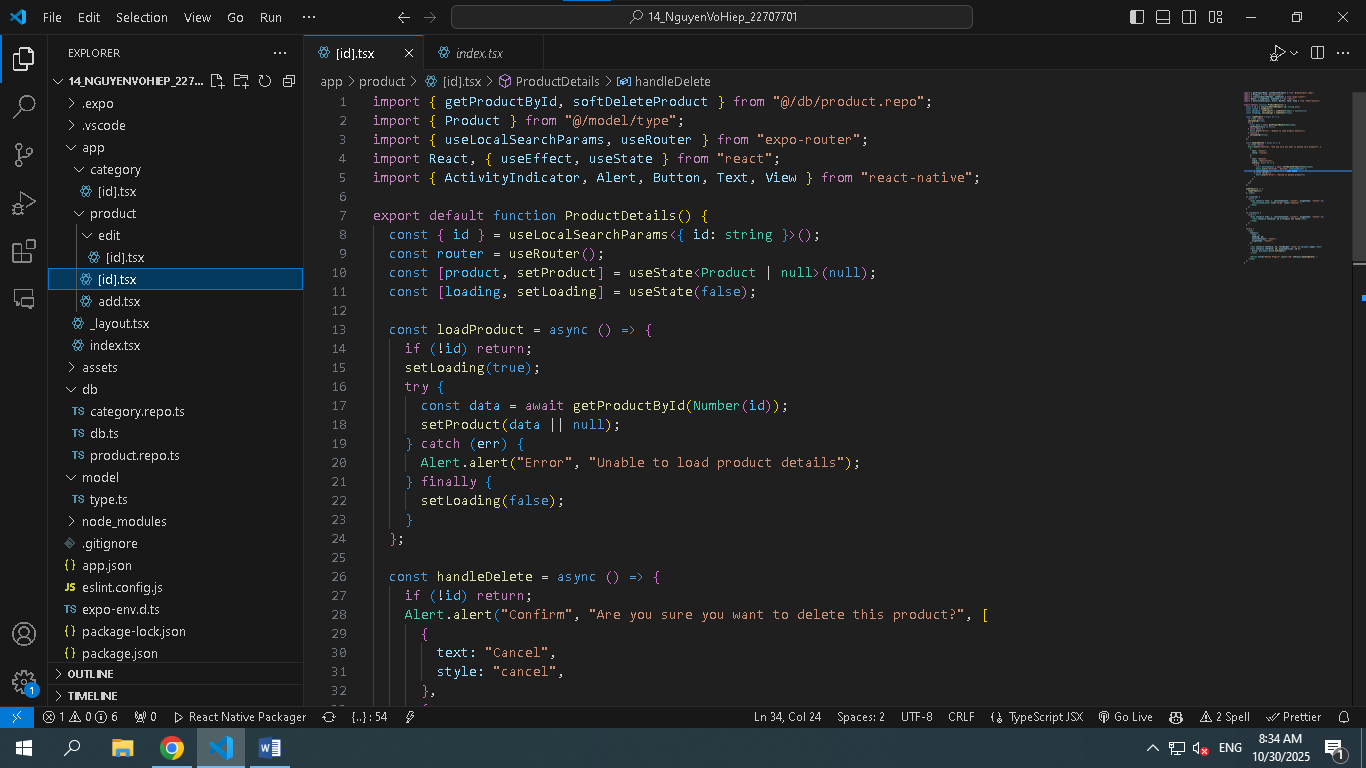 File Edit Selection View Go Run ··· 14_NguyenVoHiep_22707701
EXPLORER ···
14_NGUYENVOHIEP_227...
.expo
.vscode
app
category
[id].tsx
product
edit
[id].tsx
[id].tsx
add.tsx
_layout.tsx
index.tsx
assets
db
TS category.repo.ts
TS db.ts
TS product.repo.ts
model
TS type.ts
node_modules
.gitignore
{} app.json
JS eslint.config.js
TS expo-env.d.ts
{} package-lock.json
{} package.json
OUTLINE
TIMELINE
[id].tsx index.tsx
app > product > [id].tsx > ProductDetails > handleDelete
1 import { getProductById, softDeleteProduct } from "@/db/product.repo";
2 import { Product } from "@/model/type";
3 import { useLocalSearchParams, useRouter } from "expo-router";
4 import React, { useEffect, useState } from "react";
5 import { ActivityIndicator, Alert, Button, Text, View } from "react-native";
6
7 export default function ProductDetails() {
8 const { id } = useLocalSearchParams<{ id: string }>();
9 const router = useRouter();
10 const [product, setProduct] = useState<Product | null>(null);
11 const [loading, setLoading] = useState(false);
12
13 const loadProduct = async () => {
14 if (!id) return;
15 setLoading(true);
16 try {
17 const data = await getProductById(Number(id));
18 setProduct(data || null);
19 } catch (err) {
20 Alert.alert("Error", "Unable to load product details");
21 } finally {
22 setLoading(false);
23 }
24 };
25
26 const handleDelete = async () => {
27 if (!id) return;
28 Alert.alert("Confirm", "Are you sure you want to delete this product?", [
29 {
30 text: "Cancel",
31 style: "cancel",
32 },
1
1 0 6 0 React Native Packager {..} : 54 Ln 34, Col 24 Spaces: 2 UTF-8 CRLF TypeScript JSX Go Live 2 Spell Prettier
ENG 8:34 AM
10/30/2025 1